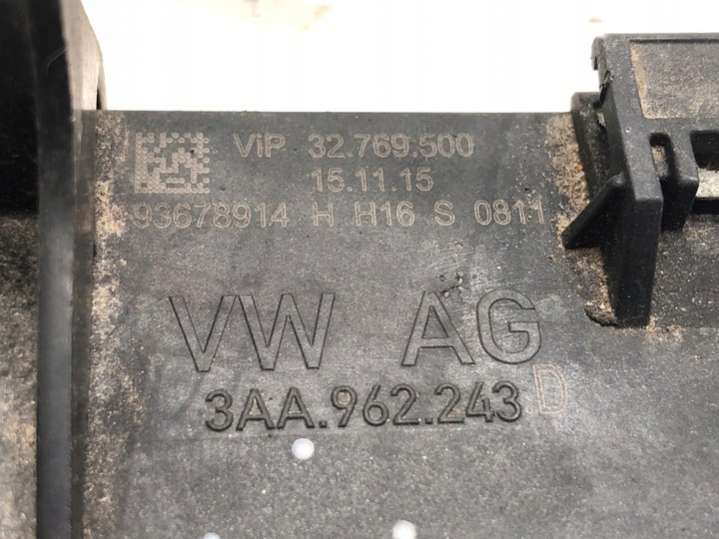 ViP 32.769.500
15.11.15
93678914 H H16 S 0811
VW AG
3AA.962.243 D